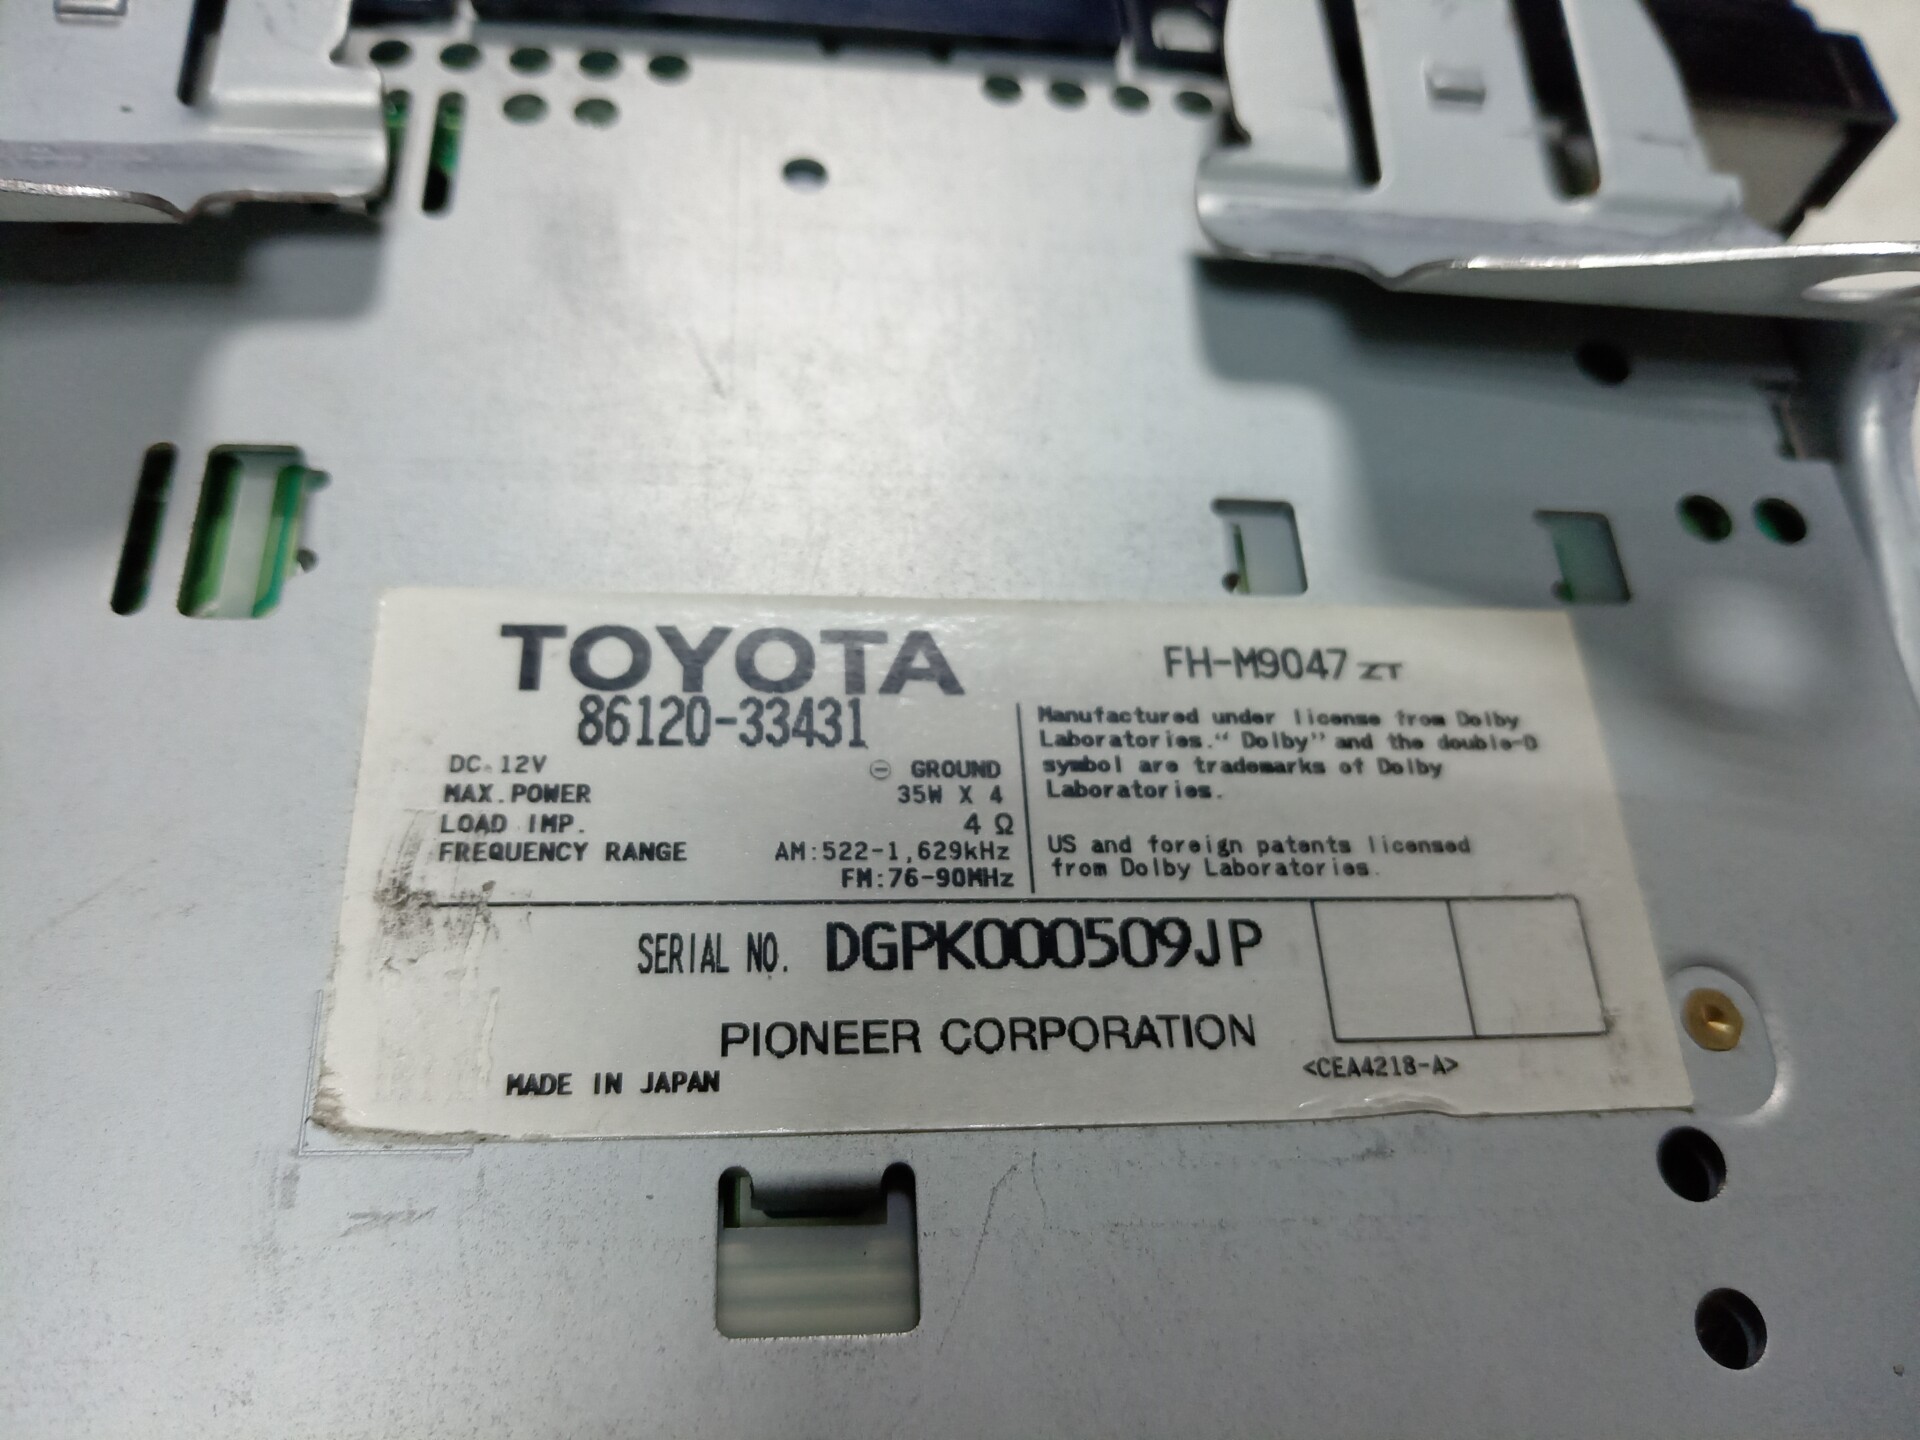 TOYOTA
86120-33431
DC.12V ⊖ GROUND
MAX.POWER 35W X 4
LOAD IMP. 4 Ω
FREQUENCY RANGE AM:522-1,629kHz
FM:76-90MHz
FH-M9047 ZT
Manufactured under license from Dolby
Laboratories.“ Dolby” and the double-D
symbol are trademarks of Dolby
Laboratories.
US and foreign patents licensed
from Dolby Laboratories.
SERIAL NO. DGPK000509JP
PIONEER CORPORATION
MADE IN JAPAN
<CEA4218-A>